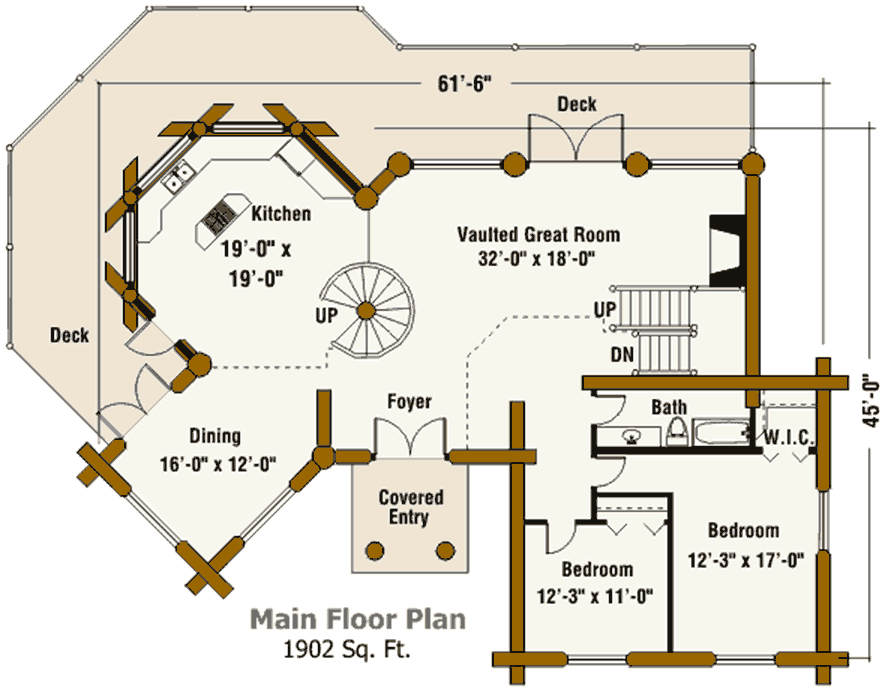 61'-6"
Deck
Kitchen
19'-0" x
19'-0"
Vaulted Great Room
32'-0" x 18'-0"
UP
UP
Deck
DN
45'-0"
Foyer
Bath
Dining
16'-0" x 12'-0"
W.I.C.
Covered
Entry
Bedroom
12'-3" x 17'-0"
Bedroom
12'-3" x 11'-0"
Main Floor Plan
1902 Sq. Ft.